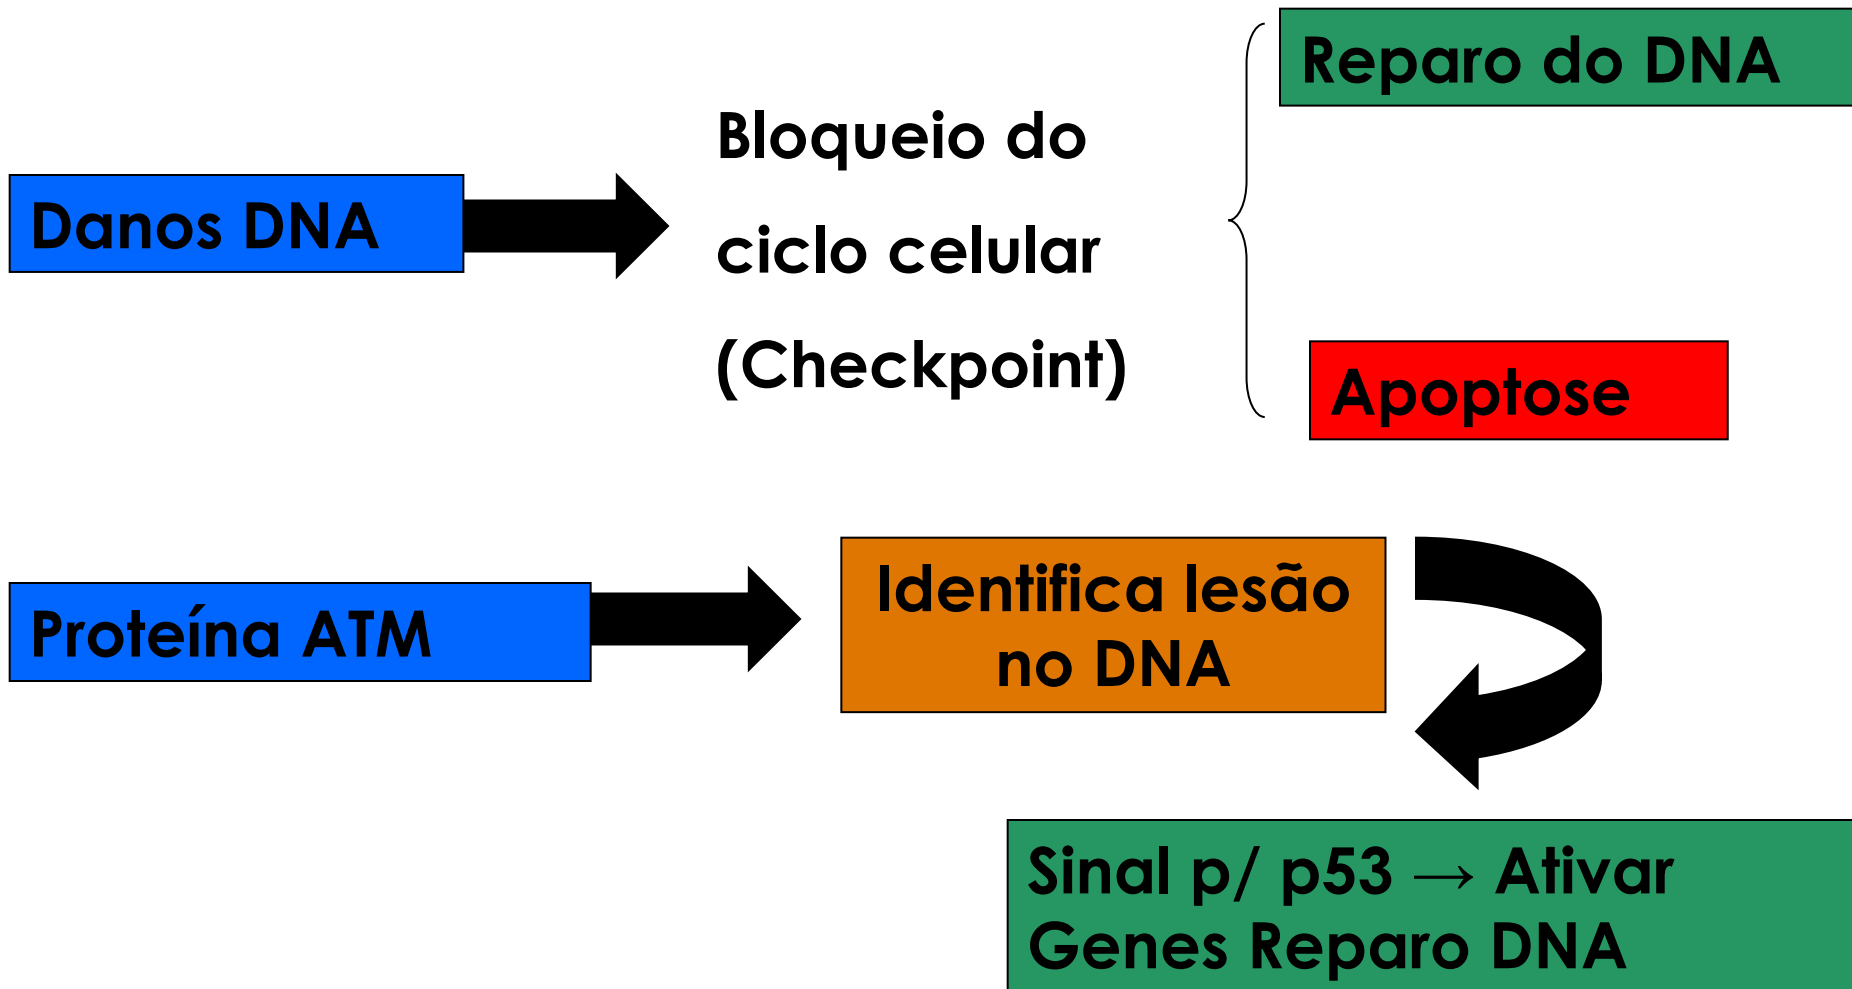 Reparo do DNA
Bloqueio do
Danos DNA
ciclo celular
(Checkpoint)
Apoptose
Identifica lesão
Proteína ATM
no DNA
Sinal p/ p53 → Ativar
Genes Reparo DNA